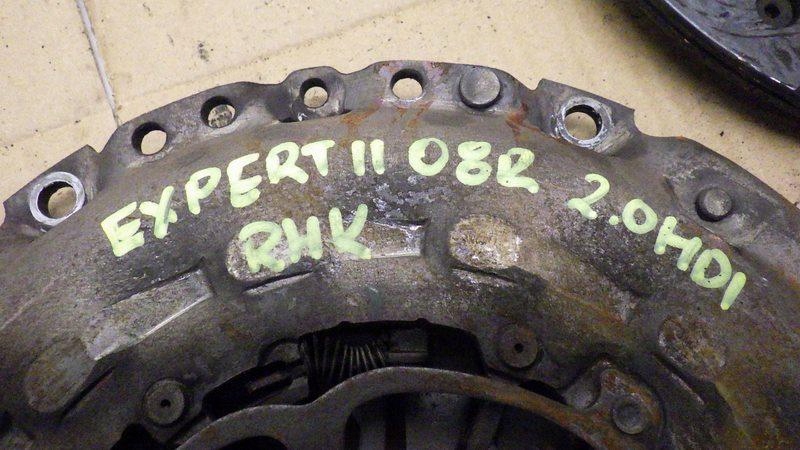 EXPERT II 08R 2.0HDI
RHK